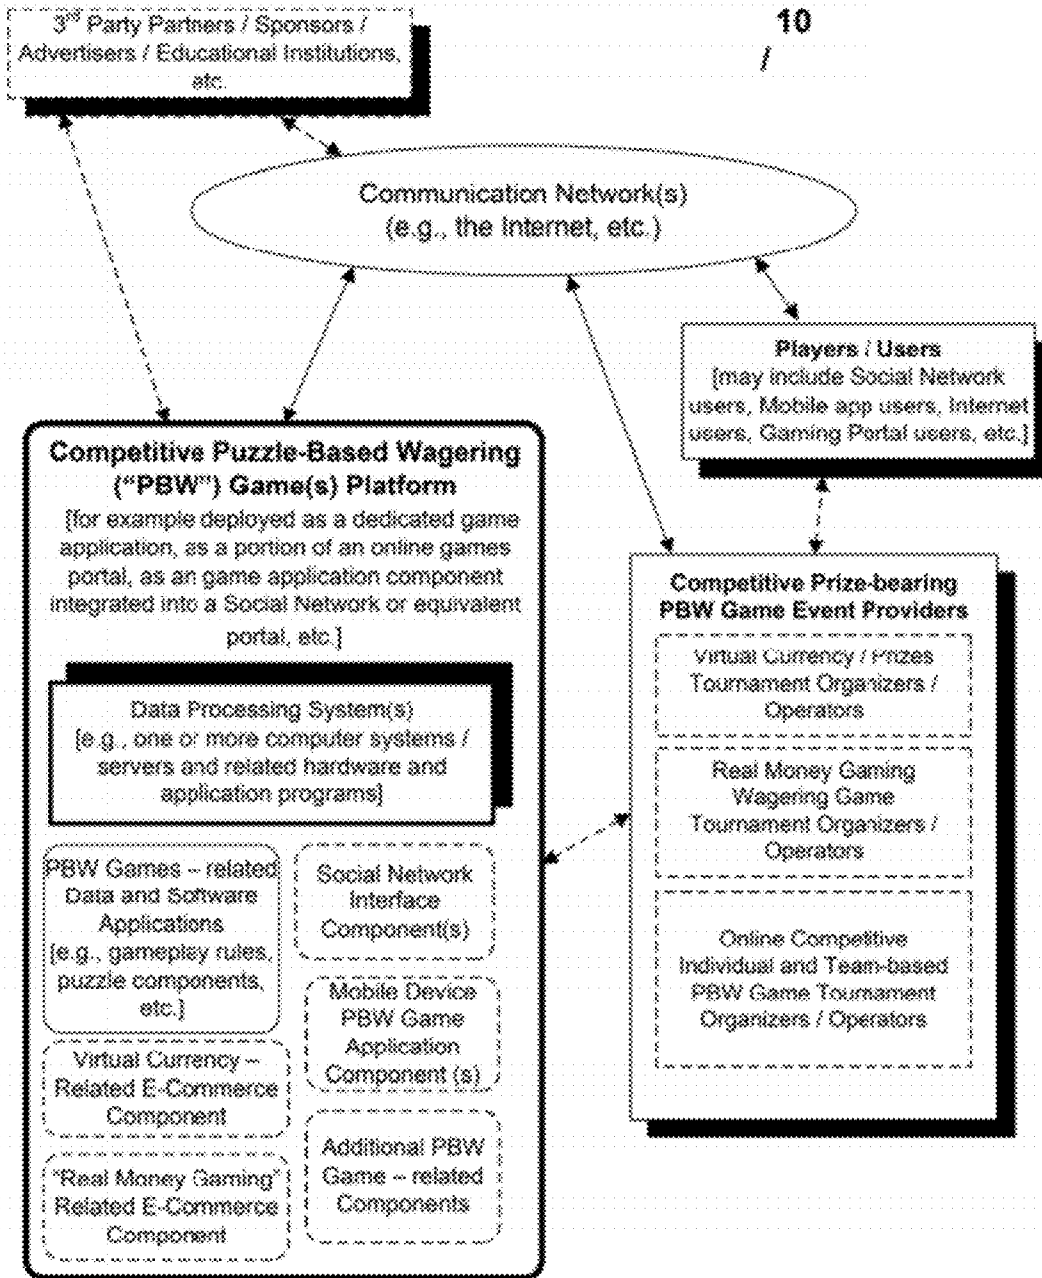 10
/
3rd Party Partners / Sponsors /
Advertisers / Educational Institutions,
etc.
Communication Network(s)
(e.g., the Internet, etc.)
Players / Users
[may include Social Network
users, Mobile app users, Internet
users, Gaming Portal users, etc.]
Competitive Puzzle-Based Wagering
(“PBW”) Game(s) Platform
[for example deployed as a dedicated game
application, as a portion of an online games
portal, as an game application component
integrated into a Social Network or equivalent
portal, etc.]
Data Processing System(s)
[e.g., one or more computer systems /
servers and related hardware and
application programs]
PBW Games – related
Data and Software
Applications
[e.g., gameplay rules,
puzzle components,
etc.]
Virtual Currency –
Related E-Commerce
Component
"Real Money Gaming"
Related E-Commerce
Component
Social Network
Interface
Component(s)
Mobile Device
PBW Game
Application
Component (s)
Additional PBW
Game – related
Components
Competitive Prize-bearing
PBW Game Event Providers
Virtual Currency / Prizes
Tournament Organizers /
Operators
Real Money Gaming
Wagering Game
Tournament Organizers /
Operators
Online Competitive
Individual and Team-based
PBW Game Tournament
Organizers / Operators